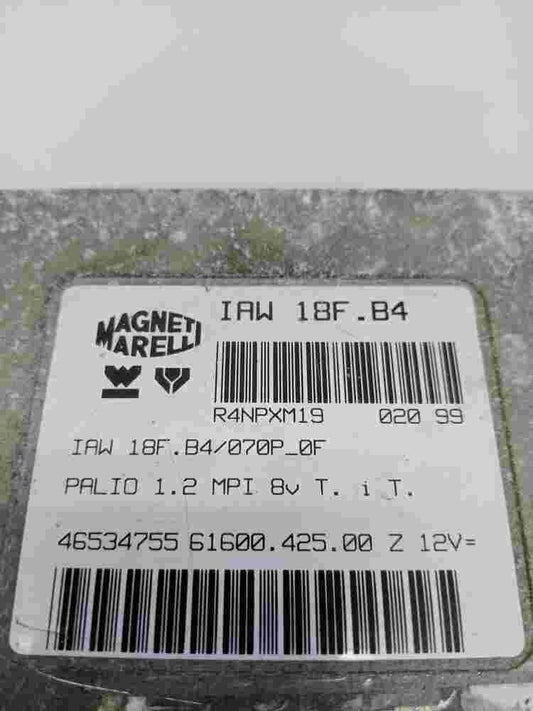 MAGNETI
MARELLI
IAW 18F.B4
R4NPXM19 020 99
IAW 18F.B4/070P_0F
PALIO 1.2 MPI 8v T. i T.
46534755 61600.425.00 Z 12V=